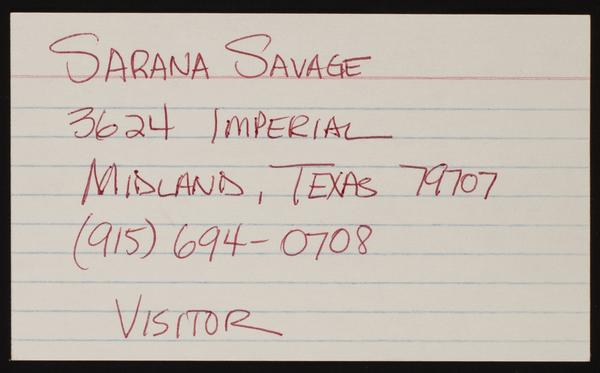 SARANA SAVAGE
3624 IMPERIAL
MIDLAND, TEXAS 79707
(915) 694-0708
VISITOR